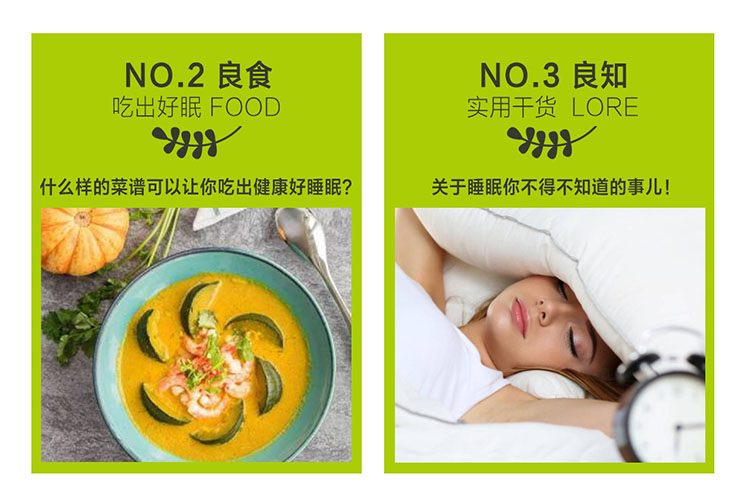 NO.2 良食
吃出好眠 FOOD
什么样的菜谱可以让你吃出健康好睡眠?
NO.3 良知
实用干货 LORE
关于睡眠你不得不知道的事儿!